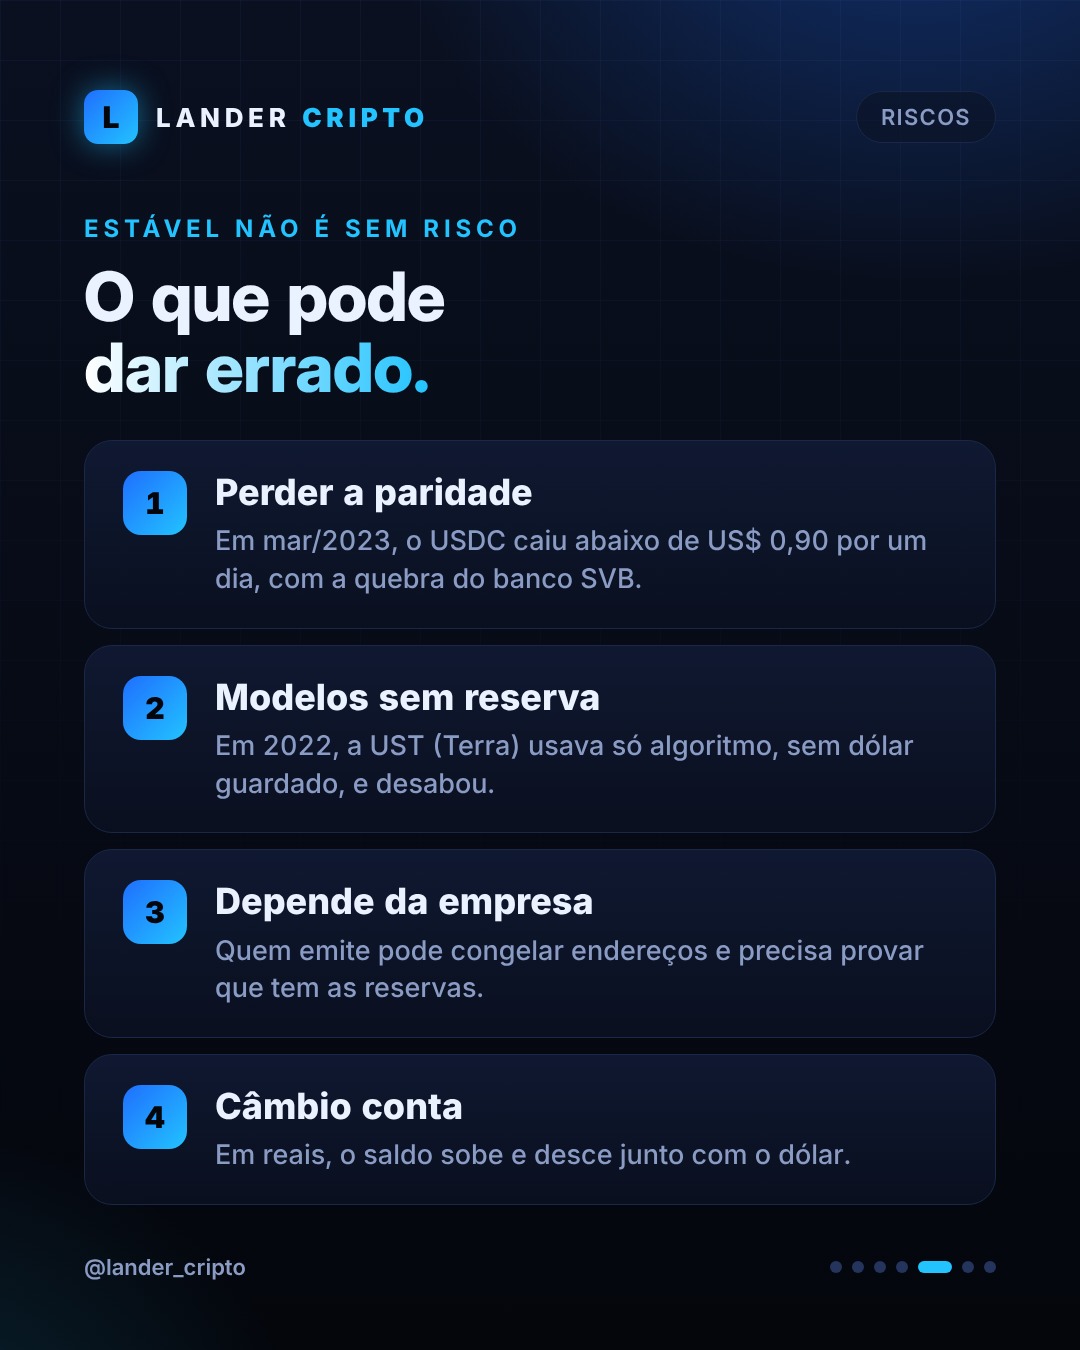 L LANDER CRIPTO
RISCOS
ESTÁVEL NÃO É SEM RISCO
O que pode
dar errado.
1 Perder a paridade
Em mar/2023, o USDC caiu abaixo de US$ 0,90 por um
dia, com a quebra do banco SVB.
2 Modelos sem reserva
Em 2022, a UST (Terra) usava só algoritmo, sem dólar
guardado, e desabou.
3 Depende da empresa
Quem emite pode congelar endereços e precisa provar
que tem as reservas.
4 Câmbio conta
Em reais, o saldo sobe e desce junto com o dólar.
@lander_cripto